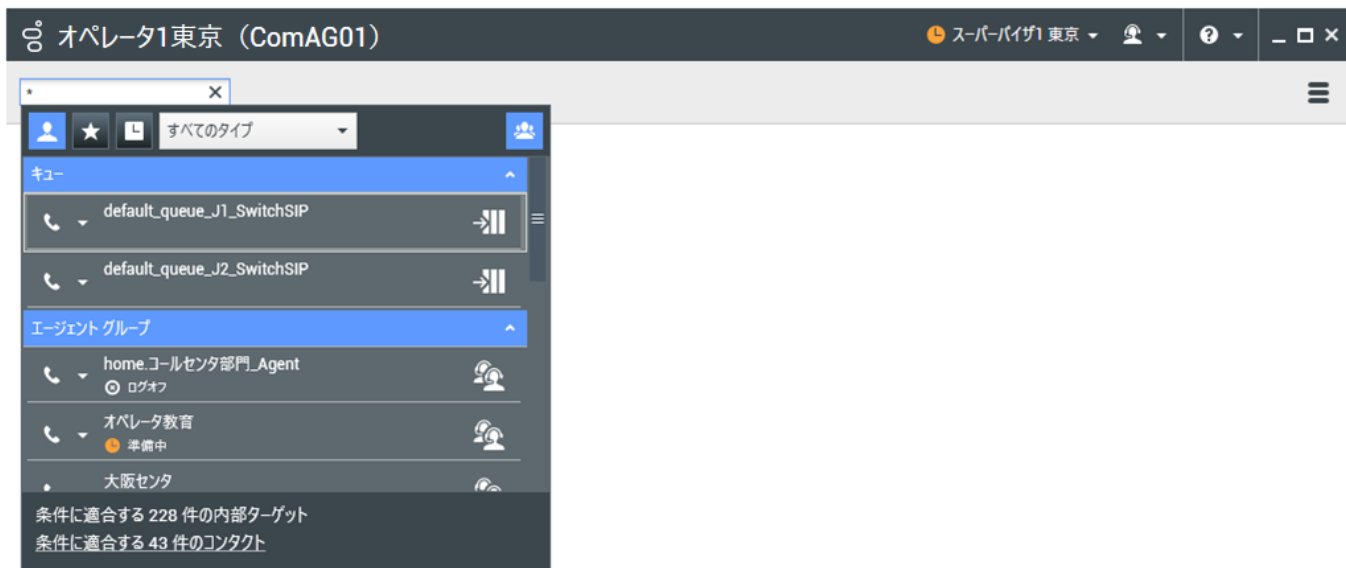 オペレータ1東京（ComAG01）
スーパーバイザ1 東京
*
すべてのタイプ
キュー
default_queue_J1_SwitchSIP
default_queue_J2_SwitchSIP
エージェント グループ
home.コールセンタ部門_Agent
ログオフ
オペレータ教育
準備中
大阪センタ
条件に適合する 228 件の内部ターゲット
条件に適合する 43 件のコンタクト